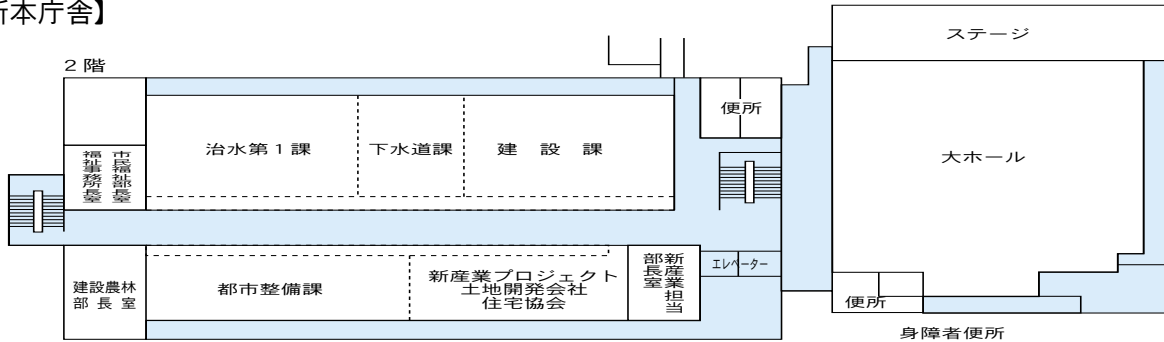 所本庁舎】
ステージ
2階
便所
治水第1課
下水道課
建設課
大ホール
市民福祉部長室
福祉事務所長室
エレベーター
新産業担当
部長室
建設農林
部長室
都市整備課
新産業プロジェクト
土地開発会社
住宅協会
便所
身障者便所